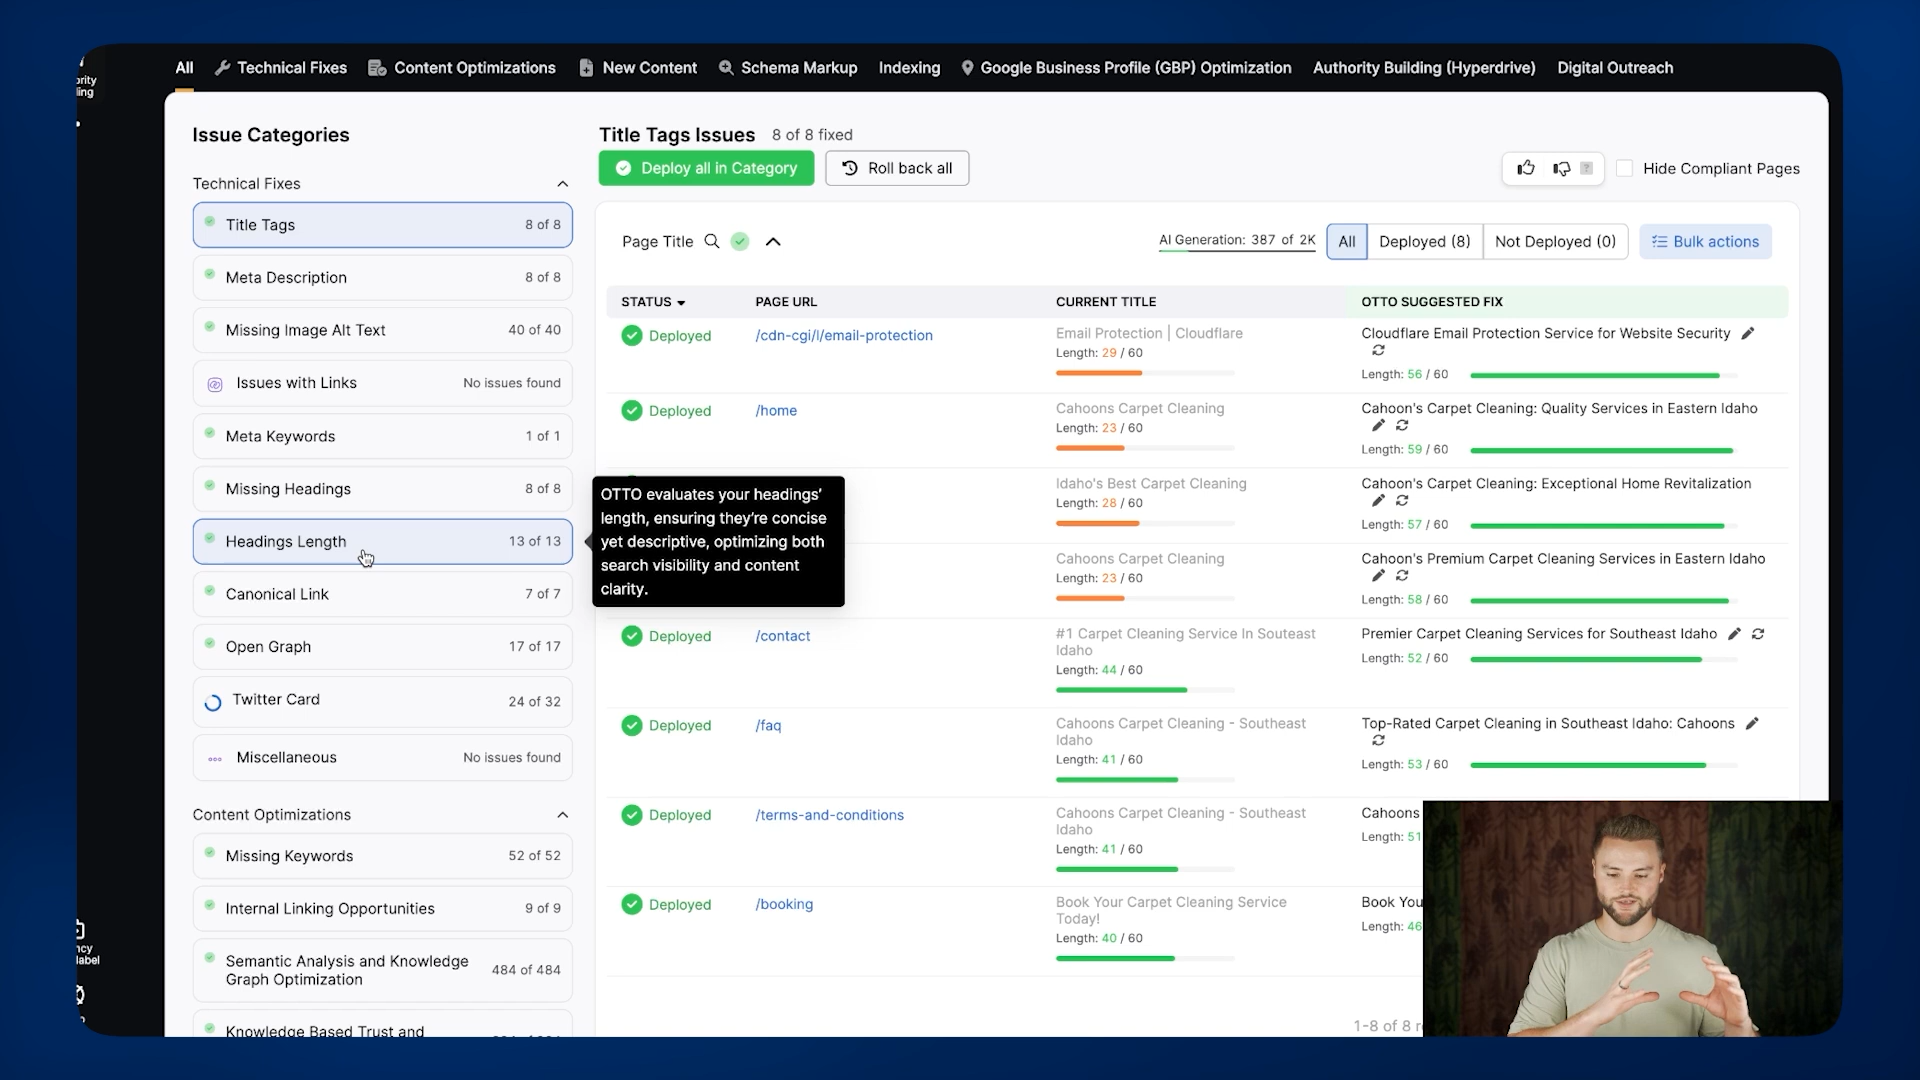 ority
ing
All
Technical Fixes
Content Optimizations
New Content
Schema Markup
Indexing
Google Business Profile (GBP) Optimization
Authority Building (Hyperdrive)
Digital Outreach
Issue Categories
Technical Fixes
Title Tags 8 of 8
Meta Description 8 of 8
Missing Image Alt Text 40 of 40
Issues with Links No issues found
Meta Keywords 1 of 1
Missing Headings 8 of 8
Headings Length 13 of 13
Canonical Link 7 of 7
Open Graph 17 of 17
Twitter Card 24 of 32
Miscellaneous No issues found
Content Optimizations
Missing Keywords 52 of 52
Internal Linking Opportunities 9 of 9
Semantic Analysis and Knowledge
Graph Optimization 484 of 484
Knowledge Based Trust and
ncy
label
Title Tags Issues 8 of 8 fixed
Deploy all in Category
Roll back all
Hide Compliant Pages
Page Title
AI Generation: 387 of 2K
All
Deployed (8)
Not Deployed (0)
Bulk actions
STATUS PAGE URL CURRENT TITLE OTTO SUGGESTED FIX
Deployed /cdn-cgi/l/email-protection Email Protection | Cloudflare Cloudflare Email Protection Service for Website Security
Length: 29 / 60
Length: 56 / 60
Deployed /home Cahoons Carpet Cleaning Cahoon's Carpet Cleaning: Quality Services in Eastern Idaho
Length: 23 / 60
Length: 59 / 60
Idaho's Best Carpet Cleaning Cahoon's Carpet Cleaning: Exceptional Home Revitalization
Length: 28 / 60
Length: 57 / 60
Cahoons Carpet Cleaning Cahoon's Premium Carpet Cleaning Services in Eastern Idaho
Length: 23 / 60
Length: 58 / 60
OTTO evaluates your headings'
length, ensuring they're concise
yet descriptive, optimizing both
search visibility and content
clarity.
Deployed /contact #1 Carpet Cleaning Service In Souteast
Idaho
Length: 44 / 60
Premier Carpet Cleaning Services for Southeast Idaho
Length: 52 / 60
Deployed /faq Cahoons Carpet Cleaning - Southeast
Idaho
Length: 41 / 60
Top-Rated Carpet Cleaning in Southeast Idaho: Cahoons
Length: 53 / 60
Deployed /terms-and-conditions Cahoons Carpet Cleaning - Southeast
Idaho
Length: 41 / 60
Cahoons
Length: 51
Deployed /booking Book Your Carpet Cleaning Service
Today!
Length: 40 / 60
Book You
Length: 46
1-8 of 8 r